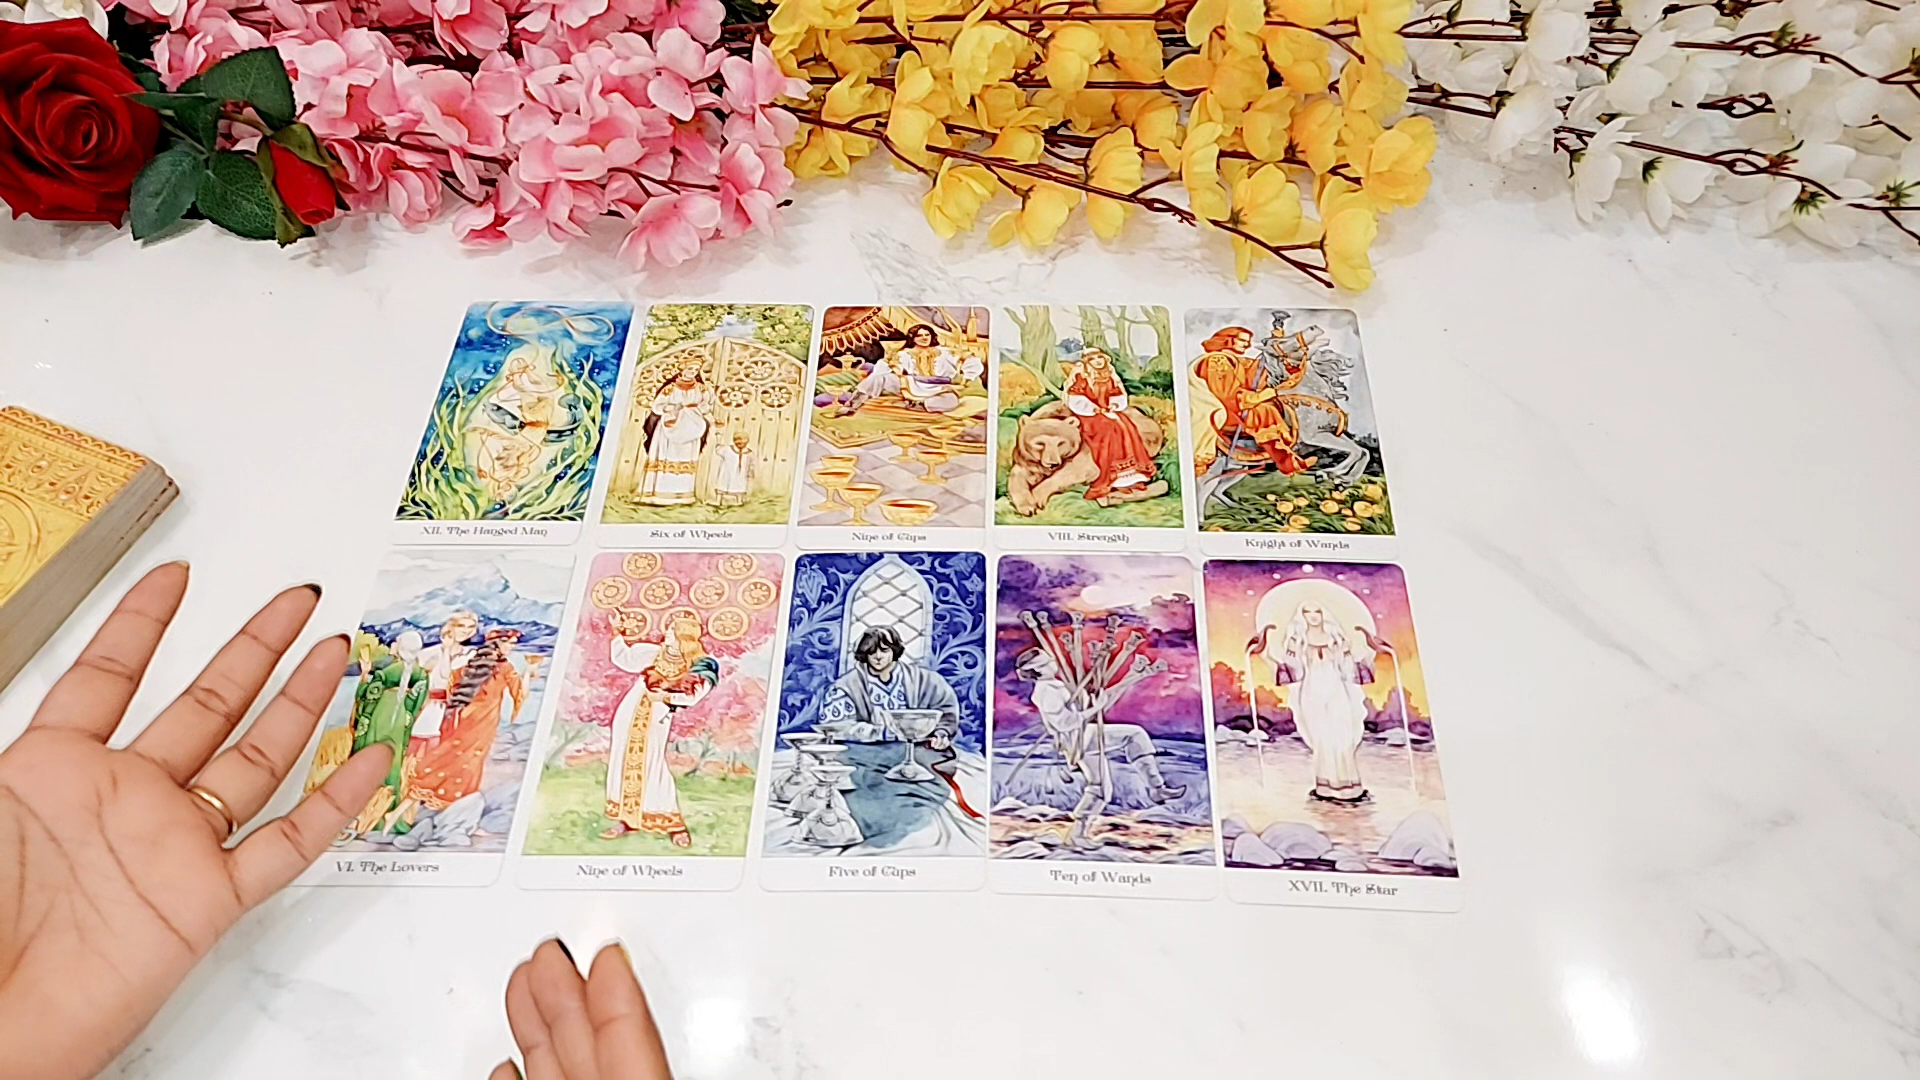 XII. The Hanged Man
Six of Wheels
Nine of Cups
VIII. Strength
Knight of Wands
VI. The Lovers
Nine of Wheels
Five of Cups
Ten of Wands
XVII. The Star